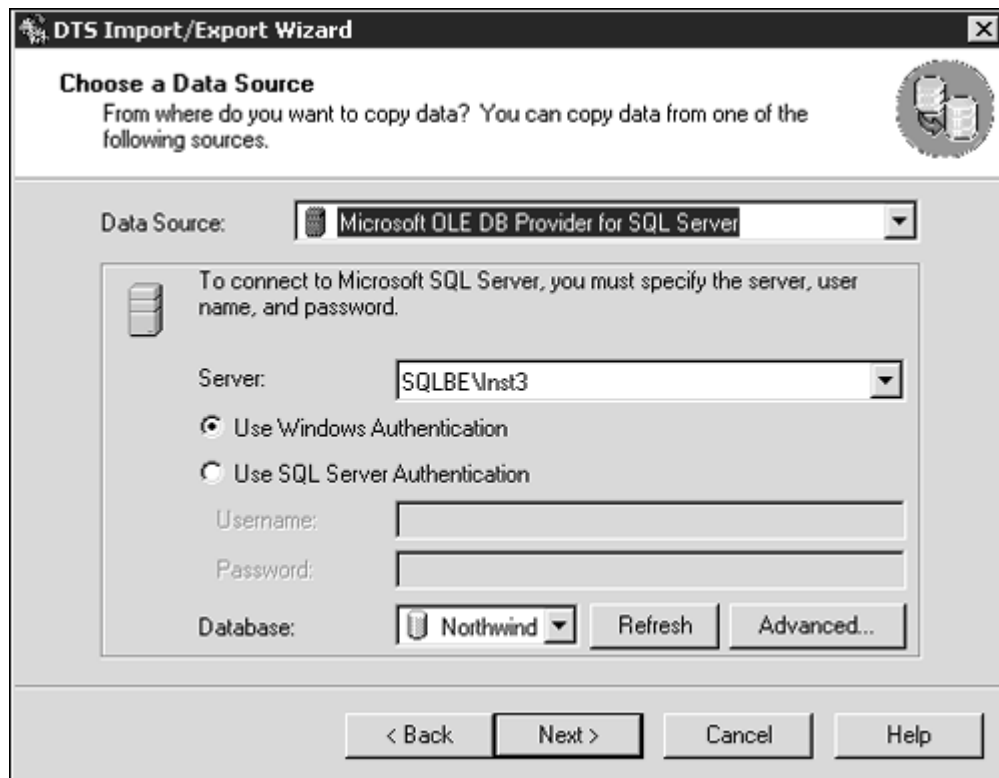 DTS Import/Export Wizard
Choose a Data Source
From where do you want to copy data? You can copy data from one of the
following sources.
Data Source: Microsoft OLE DB Provider for SQL Server
To connect to Microsoft SQL Server, you must specify the server, user
name, and password.
Server: SQLBE\Inst3
Use Windows Authentication
Use SQL Server Authentication
Username:
Password:
Database: Northwind Refresh Advanced...
< Back Next > Cancel Help